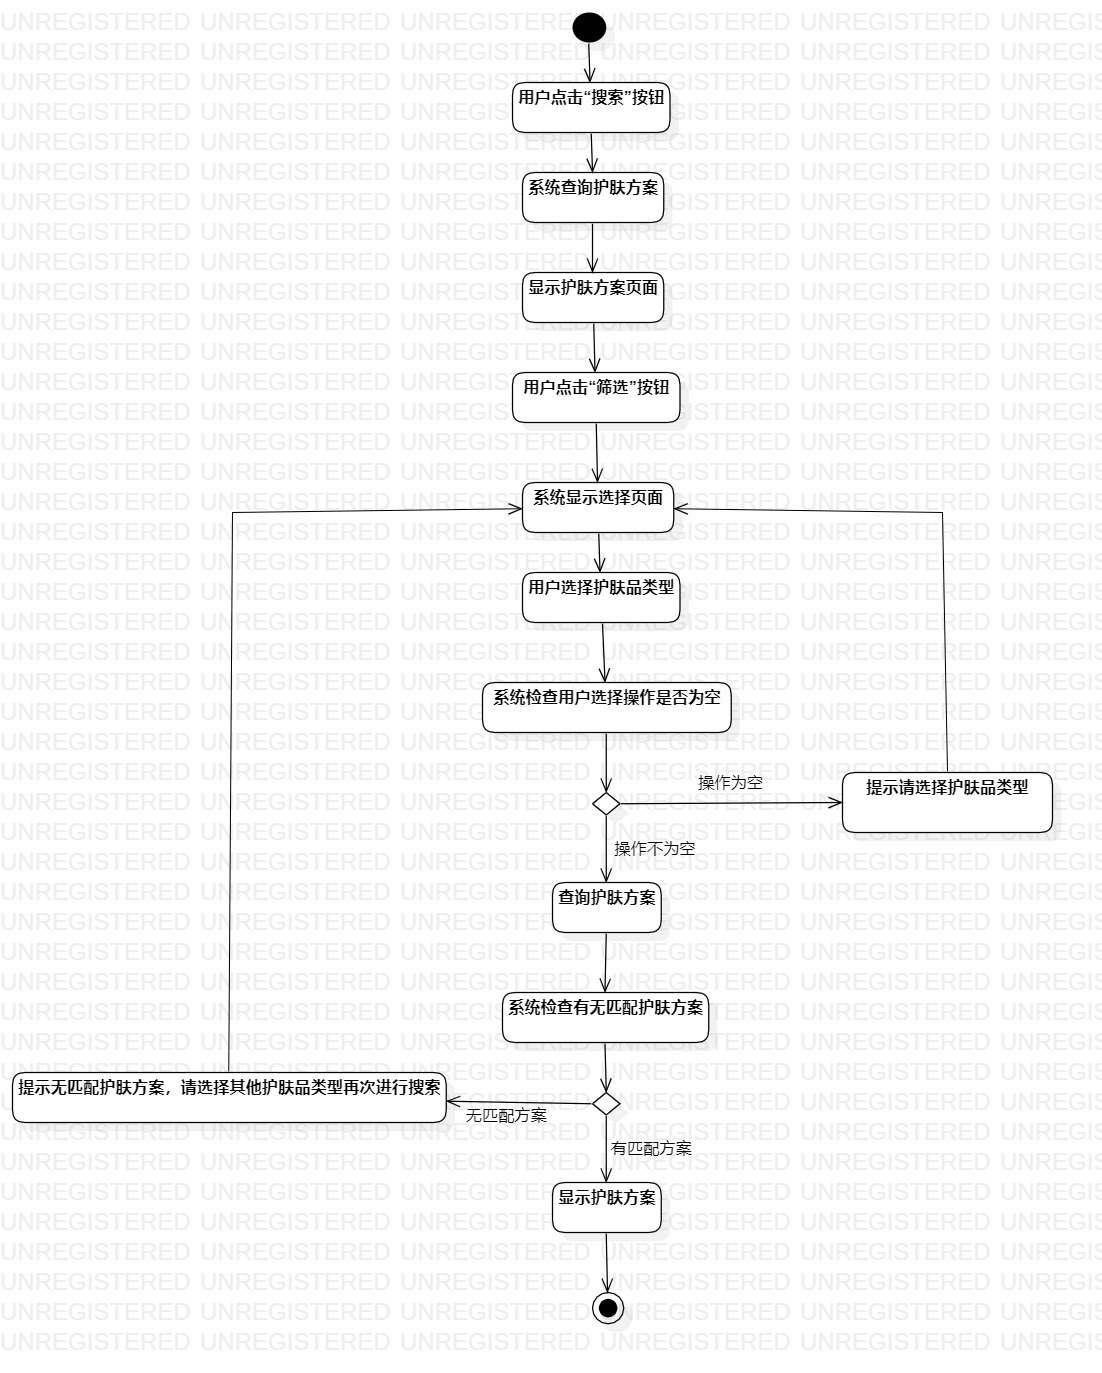 用户点击“搜索”按钮
系统查询护肤方案
显示护肤方案页面
用户点击“筛选”按钮
系统显示选择页面
用户选择护肤品类型
系统检查用户选择操作是否为空
操作为空
提示请选择护肤品类型
操作不为空
查询护肤方案
系统检查有无匹配护肤方案
提示无匹配护肤方案，请选择其他护肤品类型再次进行搜索
无匹配方案
有匹配方案
显示护肤方案
UNREGISTERED